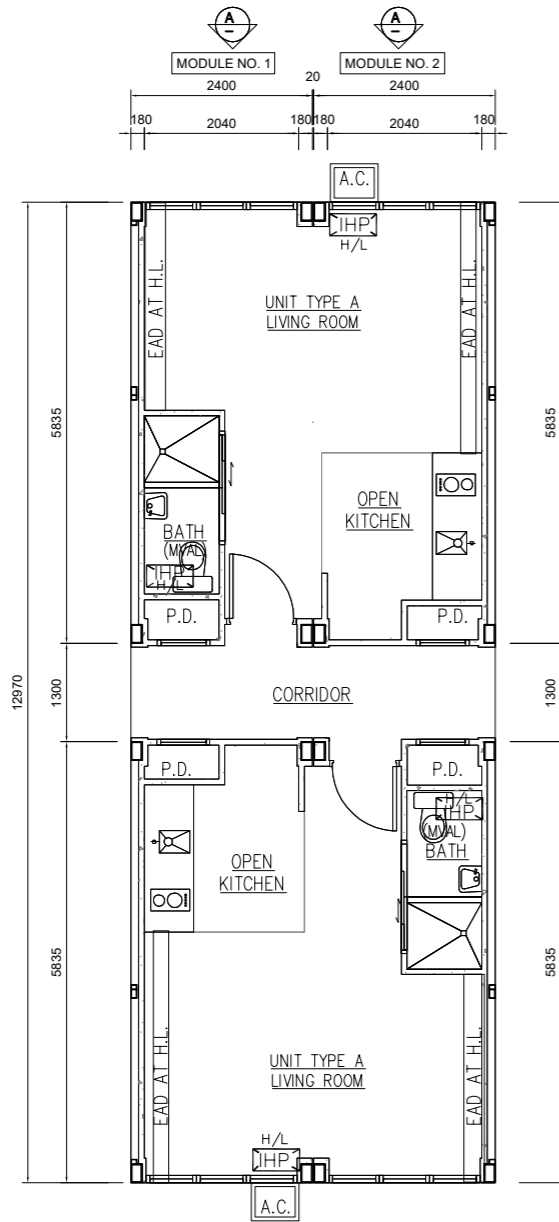 A
–
A
–
MODULE NO. 1
MODULE NO. 2
2400
20
2400
180
2040
180
180
2040
180
A.C.
IHP
H/L
UNIT TYPE A
LIVING ROOM
EAD AT H.L.
EAD AT H.L.
5835
5835
OPEN
KITCHEN
BATH
(MVAL)
IHP
H/L
P.D.
P.D.
12970
1300
CORRIDOR
1300
P.D.
P.D.
H/L
IHP
(MVAL)
BATH
OPEN
KITCHEN
5835
5835
EAD AT H.L.
EAD AT H.L.
UNIT TYPE A
LIVING ROOM
H/L
IHP
A.C.